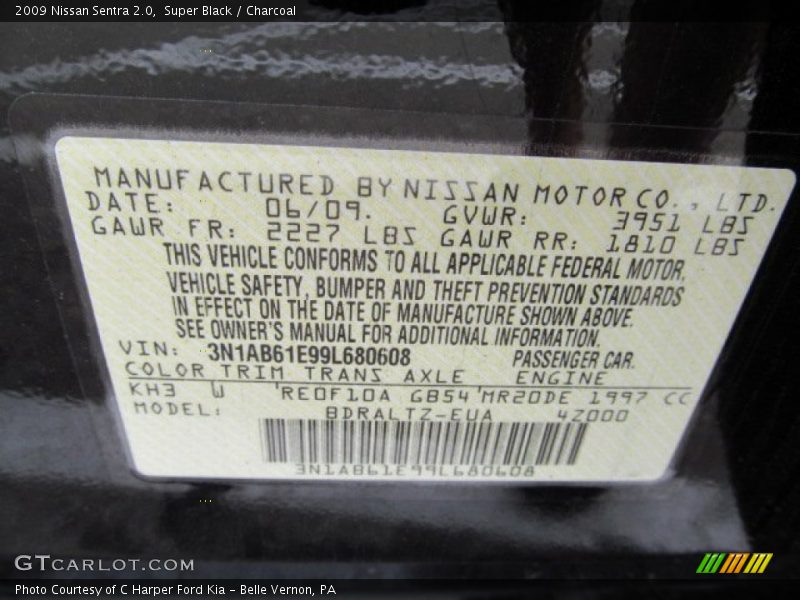 2009 Nissan Sentra 2.0, Super Black / Charcoal
MANUFACTURED BY NISSAN MOTOR CO., LTD.
DATE: 06/09. GVWR: 3951 LBS
GAWR FR: 2227 LBS GAWR RR: 1810 LBS
THIS VEHICLE CONFORMS TO ALL APPLICABLE FEDERAL MOTOR
VEHICLE SAFETY, BUMPER AND THEFT PREVENTION STANDARDS
IN EFFECT ON THE DATE OF MANUFACTURE SHOWN ABOVE.
SEE OWNER'S MANUAL FOR ADDITIONAL INFORMATION.
VIN: 3N1AB61E99L680608 PASSENGER CAR.
COLOR TRIM TRANS AXLE ENGINE
KH3 W 'RE0F10A GB54'MR20DE 1997 CC
MODEL: BDRALTZ-EUA 4Z000
3N1AB61E99L680608
GTCARLOT.COM
Photo Courtesy of C Harper Ford Kia - Belle Vernon, PA